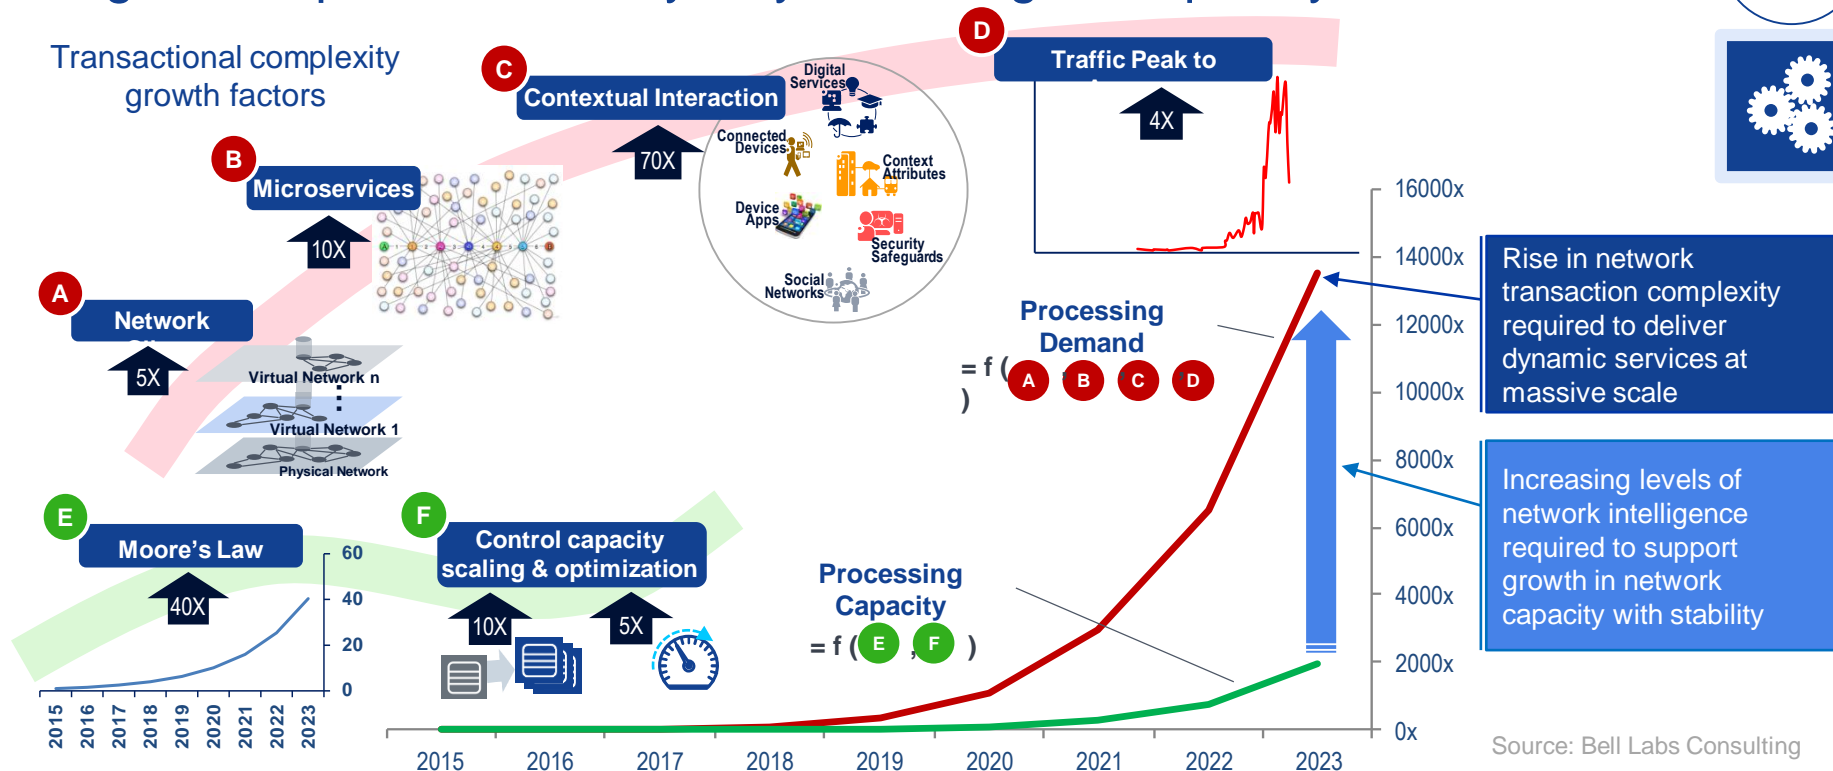 Transactional complexity
growth factors
A
Network
5X
B
Microservices
10X
C
Contextual Interaction
70X
D
Traffic Peak to
4X
Virtual Network n
Virtual Network 1
Physical Network
Digital
Services
Connected
Devices
Context
Attributes
Device
Apps
Security
Safeguards
Social
Networks
Processing
Demand
= f ( A , B , C , D
)
E
Moore's Law
40X
60
40
20
0
2015
2016
2017
2018
2019
2020
2021
2022
2023
F
Control capacity
scaling & optimization
10X
5X
Processing
Capacity
= f ( E , F )
16000x
14000x
12000x
10000x
8000x
6000x
4000x
2000x
0x
2015
2016
2017
2018
2019
2020
2021
2022
2023
Rise in network
transaction complexity
required to deliver
dynamic services at
massive scale
Increasing levels of
network intelligence
required to support
growth in network
capacity with stability
Source: Bell Labs Consulting